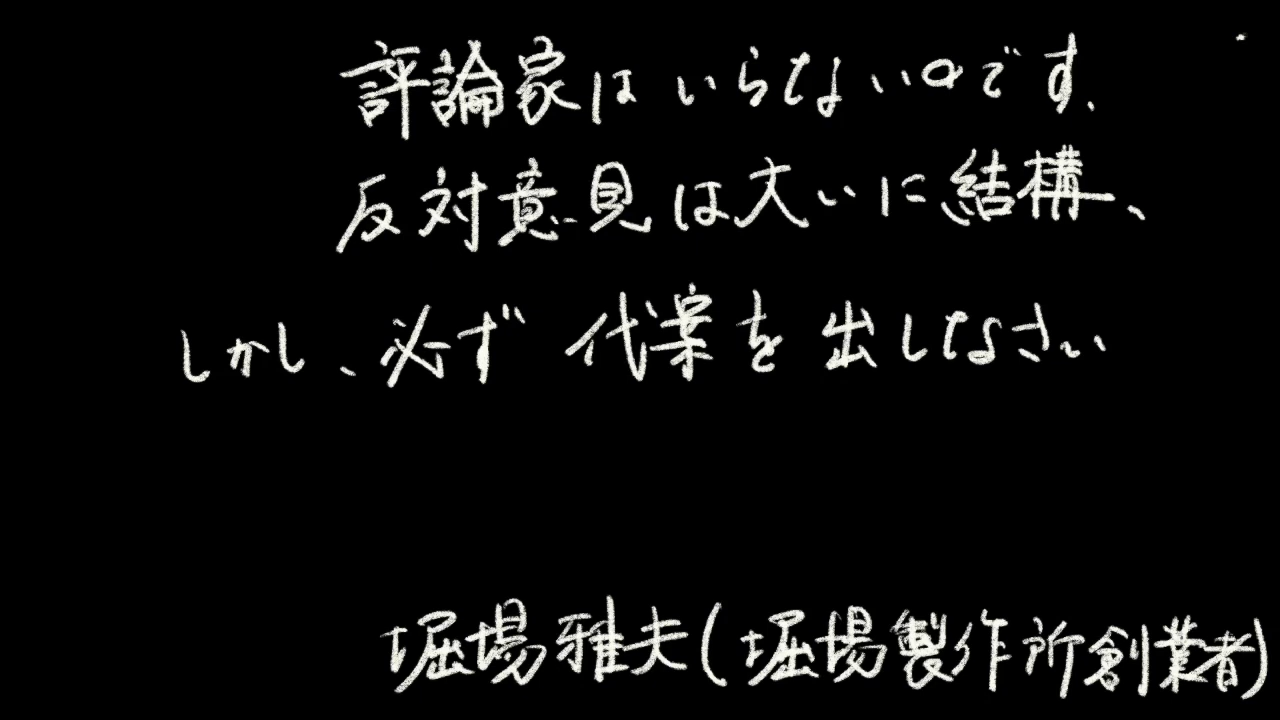 評論家はいらないのです.
反対意見は大いに結構、
しかし、必ず代案を出しなさい
堀場雅夫(堀場製作所創業者)